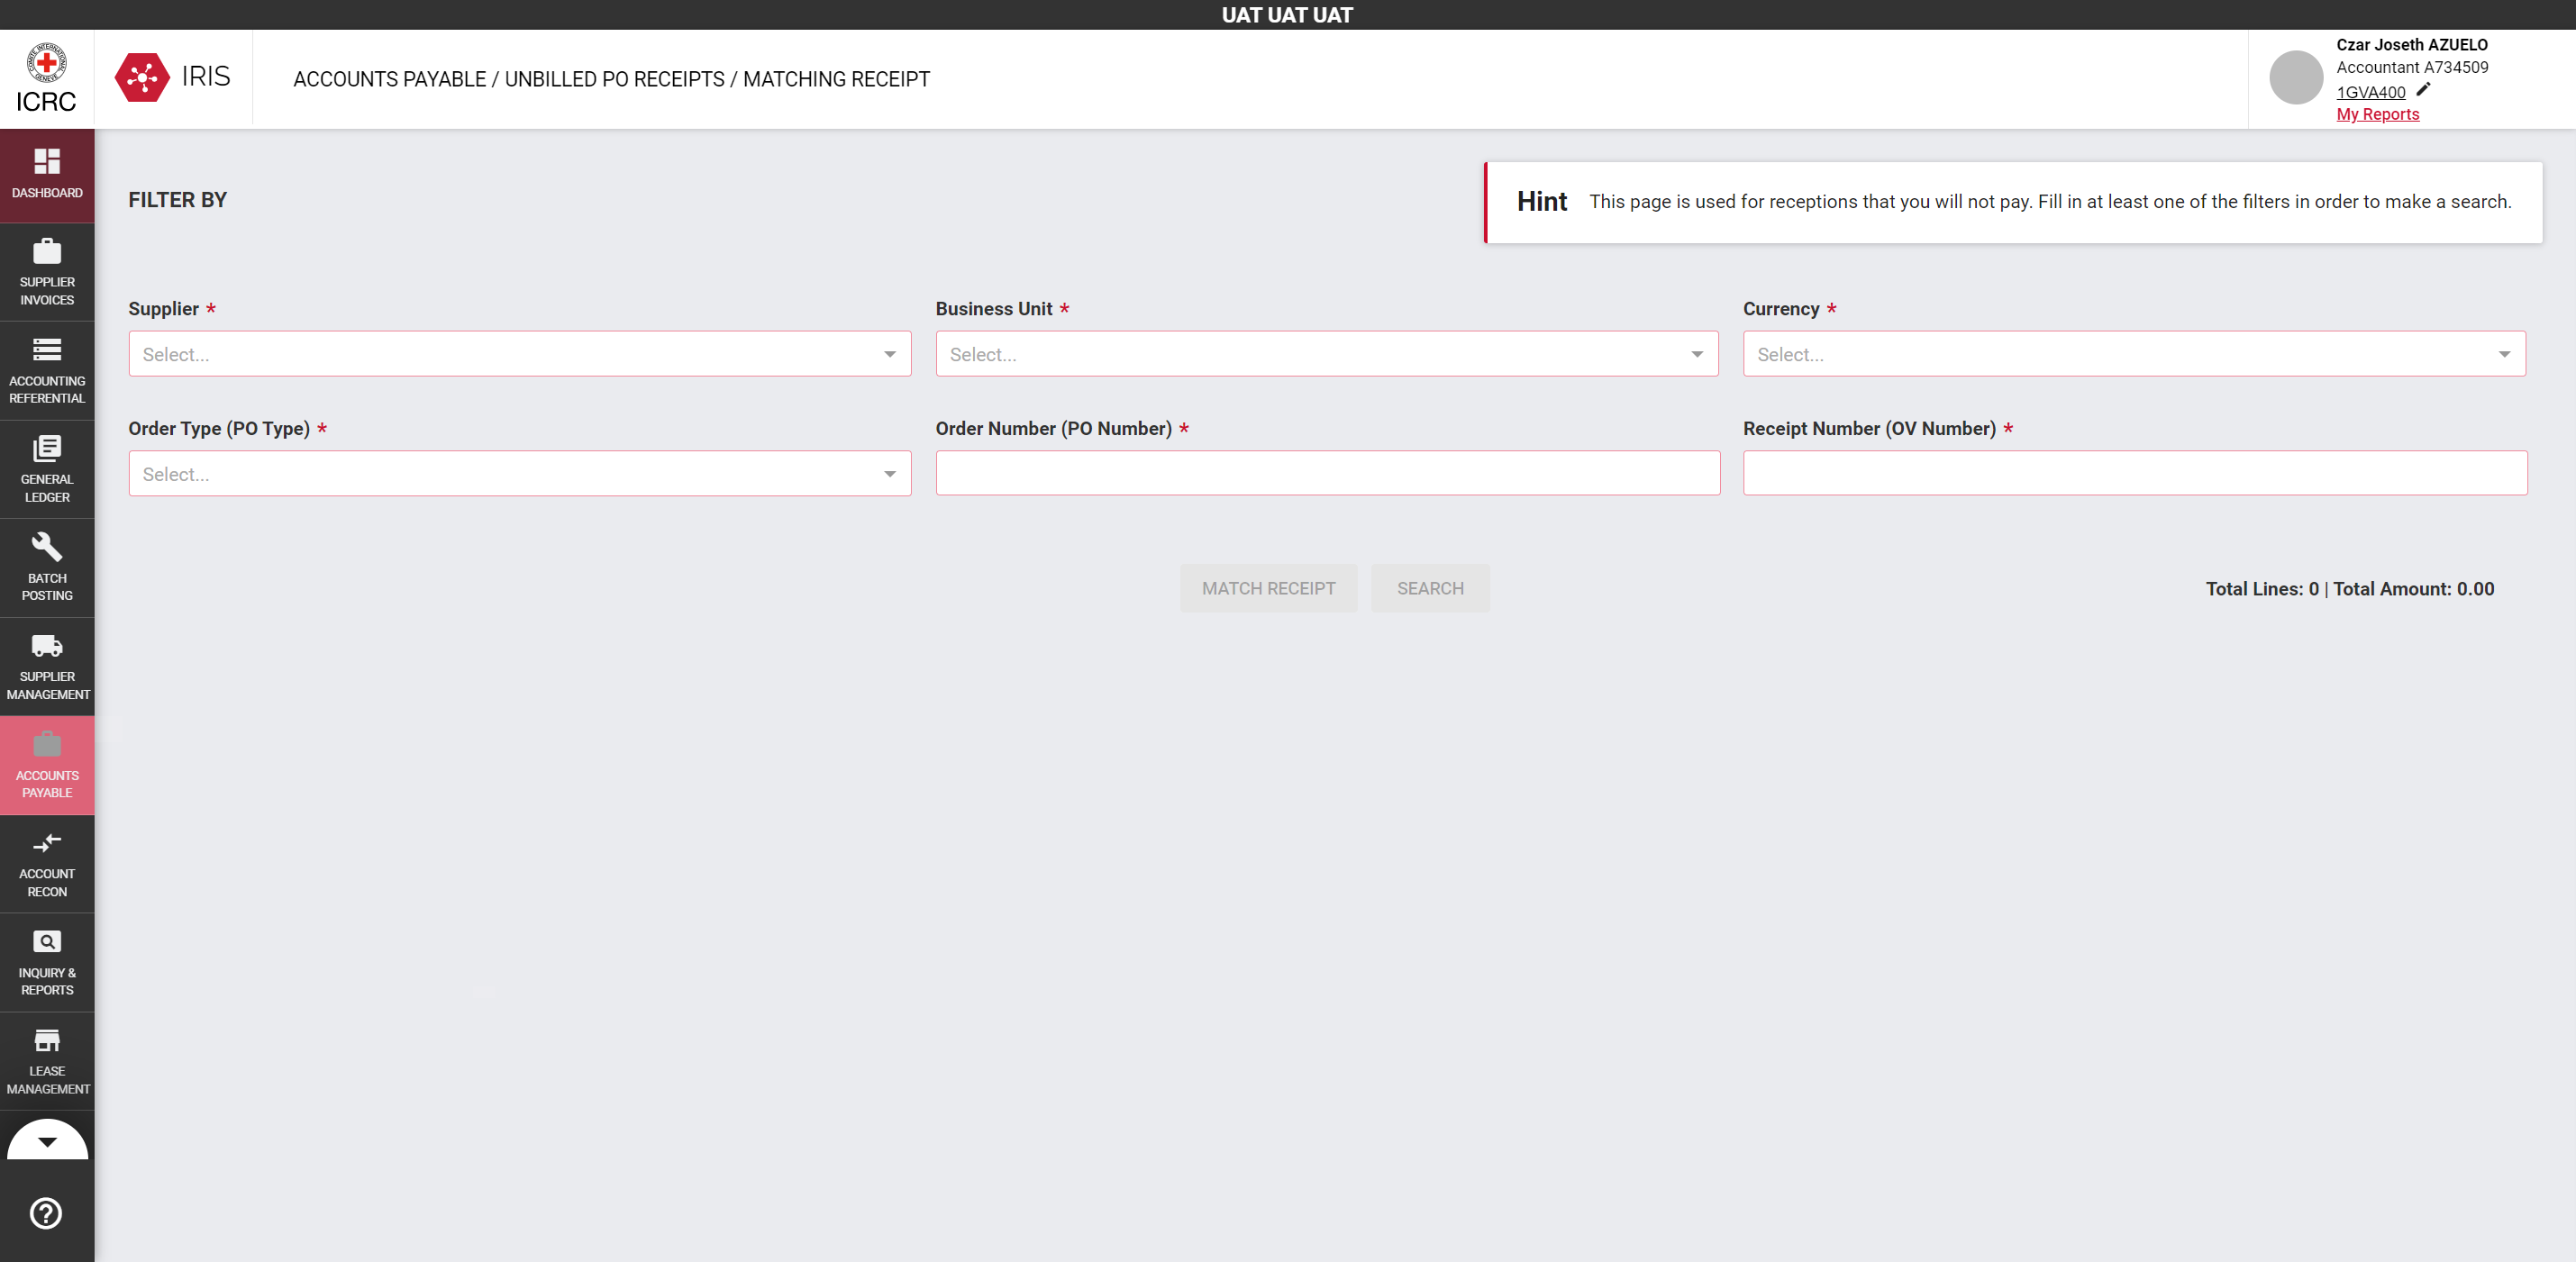 UAT UAT UAT
COMITE INTERNATIONAL GENEVE
ICRC
IRIS
ACCOUNTS PAYABLE / UNBILLED PO RECEIPTS / MATCHING RECEIPT
Czar Joseth AZUELO
Accountant A734509
1GVA400
My Reports
DASHBOARD
SUPPLIER
INVOICES
ACCOUNTING
REFERENTIAL
GENERAL
LEDGER
BATCH
POSTING
SUPPLIER
MANAGEMENT
ACCOUNTS
PAYABLE
ACCOUNT
RECON
INQUIRY &
REPORTS
LEASE
MANAGEMENT
FILTER BY
Hint This page is used for receptions that you will not pay. Fill in at least one of the filters in order to make a search.
Supplier * Business Unit * Currency *
Select... Select... Select...
Order Type (PO Type) * Order Number (PO Number) * Receipt Number (OV Number) *
Select...
MATCH RECEIPT SEARCH Total Lines: 0 | Total Amount: 0.00